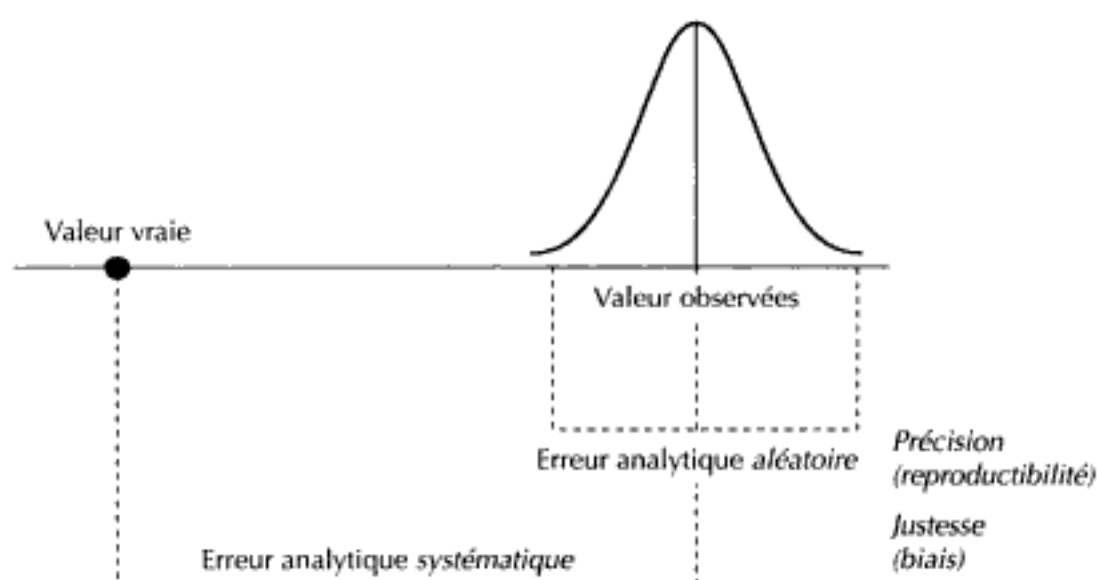 Valeur vraie
Valeur observées
Erreur analytique aléatoire
Précision
(reproductibilité)
Justesse
(biais)
Erreur analytique systématique